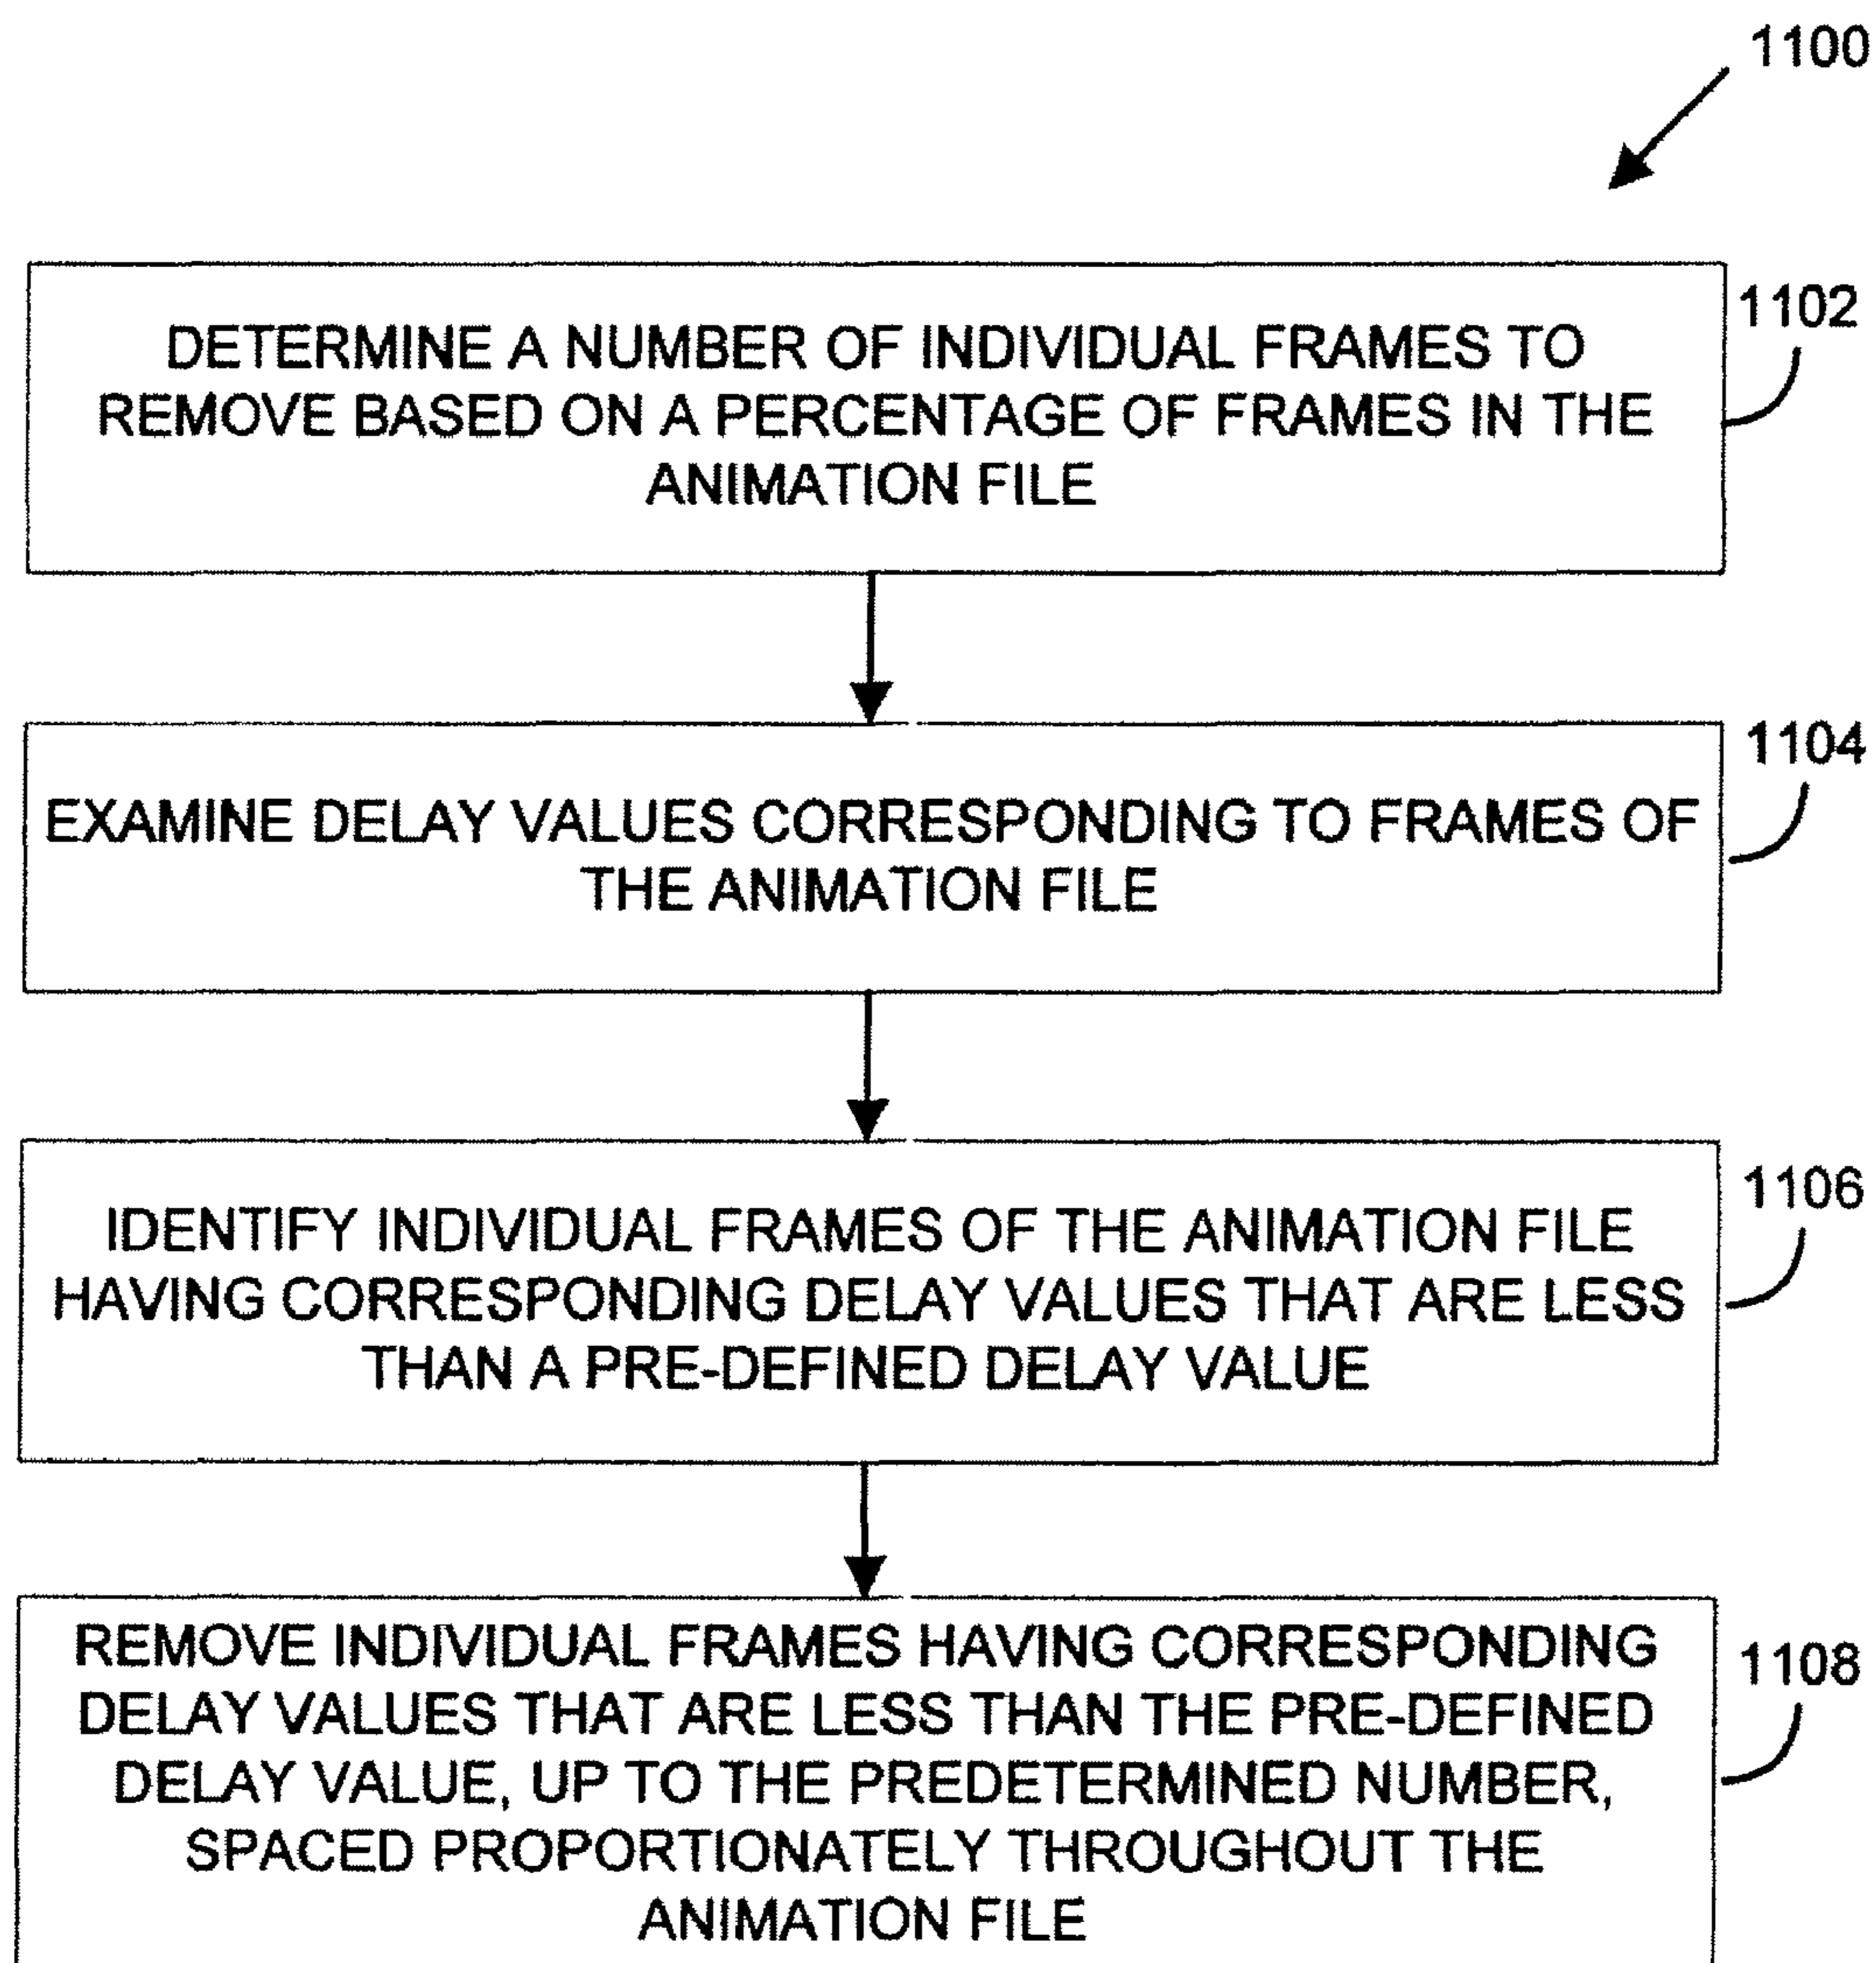 1100
1102
DETERMINE A NUMBER OF INDIVIDUAL FRAMES TO
REMOVE BASED ON A PERCENTAGE OF FRAMES IN THE
ANIMATION FILE
1104
EXAMINE DELAY VALUES CORRESPONDING TO FRAMES OF
THE ANIMATION FILE
1106
IDENTIFY INDIVIDUAL FRAMES OF THE ANIMATION FILE
HAVING CORRESPONDING DELAY VALUES THAT ARE LESS
THAN A PRE-DEFINED DELAY VALUE
1108
REMOVE INDIVIDUAL FRAMES HAVING CORRESPONDING
DELAY VALUES THAT ARE LESS THAN THE PRE-DEFINED
DELAY VALUE, UP TO THE PREDETERMINED NUMBER,
SPACED PROPORTIONATELY THROUGHOUT THE
ANIMATION FILE